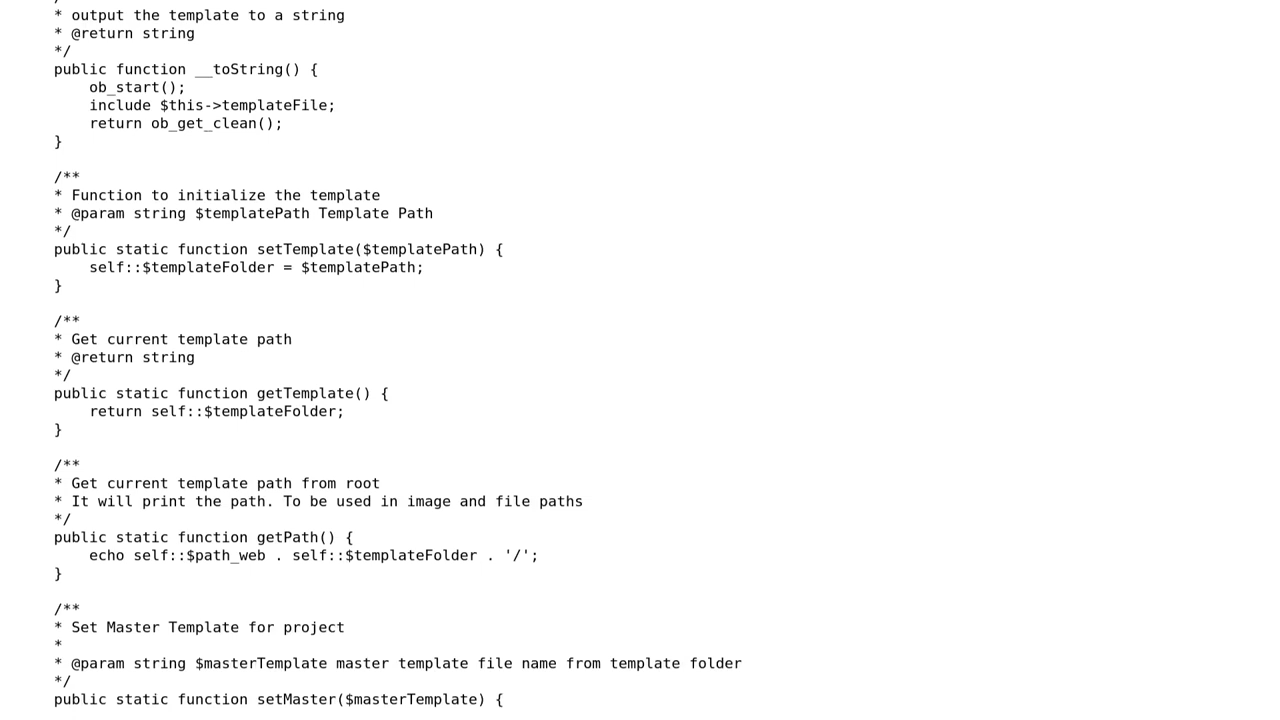 * output the template to a string
* @return string
*/
public function __toString() {
    ob_start();
    include $this->templateFile;
    return ob_get_clean();
}

/**
* Function to initialize the template
* @param string $templatePath Template Path
*/
public static function setTemplate($templatePath) {
    self::$templateFolder = $templatePath;
}

/**
* Get current template path
* @return string
*/
public static function getTemplate() {
    return self::$templateFolder;
}

/**
* Get current template path from root
* It will print the path. To be used in image and file paths
*/
public static function getPath() {
    echo self::$path_web . self::$templateFolder . '/';
}

/**
* Set Master Template for project
*
* @param string $masterTemplate master template file name from template folder
*/
public static function setMaster($masterTemplate) {